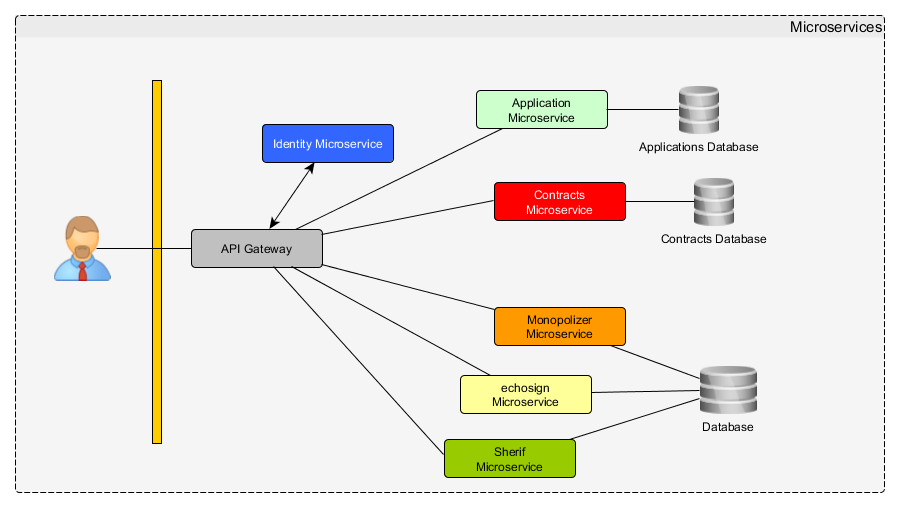 Microservices
Application
Microservice
Applications Database
Identity Microservice
Contracts
Microservice
Contracts Database
API Gateway
Monopolizer
Microservice
echosign
Microservice
Database
Sherif
Microservice